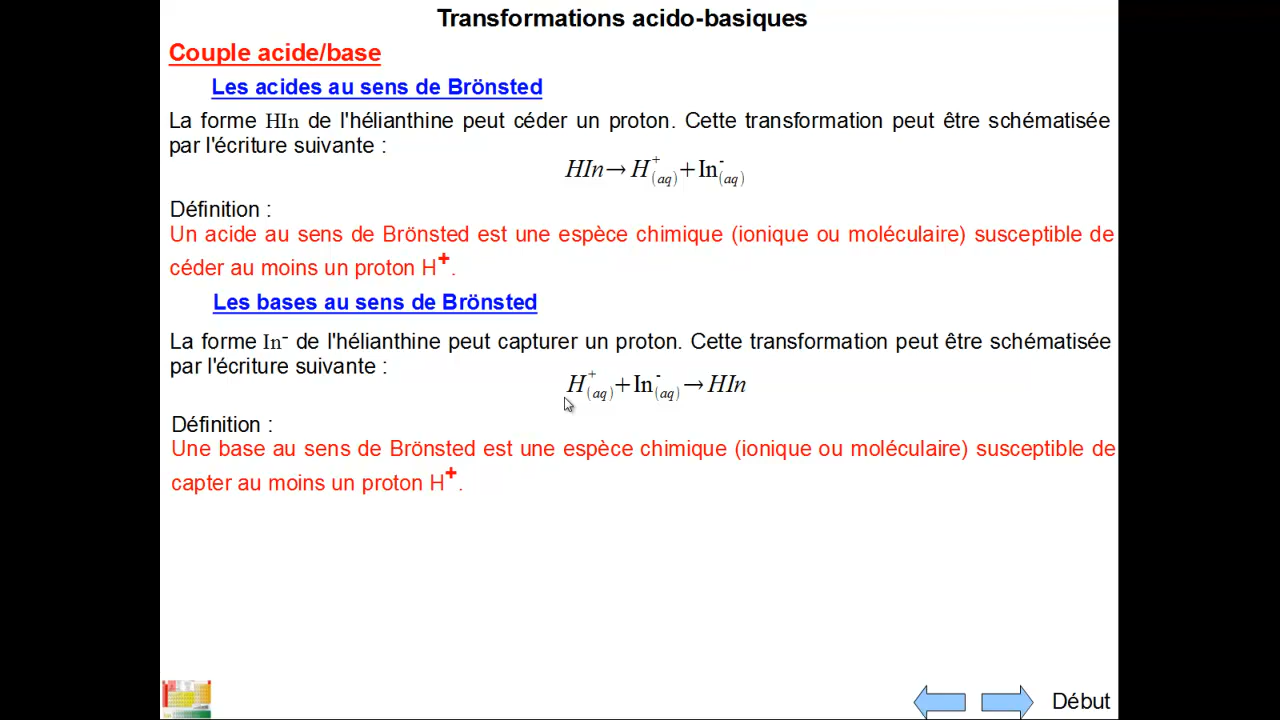 Transformations acido-basiques
Couple acide/base
Les acides au sens de Brönsted
La forme HIn de l'hélianthine peut céder un proton. Cette transformation peut être schématisée
par l'écriture suivante :
HIn→H⁺(aq)+In⁻(aq)
Définition :
Un acide au sens de Brönsted est une espèce chimique (ionique ou moléculaire) susceptible de
céder au moins un proton H⁺.
Les bases au sens de Brönsted
La forme In⁻ de l'hélianthine peut capturer un proton. Cette transformation peut être schématisée
par l'écriture suivante :
H⁺(aq)+In⁻(aq)→HIn
Définition :
Une base au sens de Brönsted est une espèce chimique (ionique ou moléculaire) susceptible de
capter au moins un proton H⁺.
Début